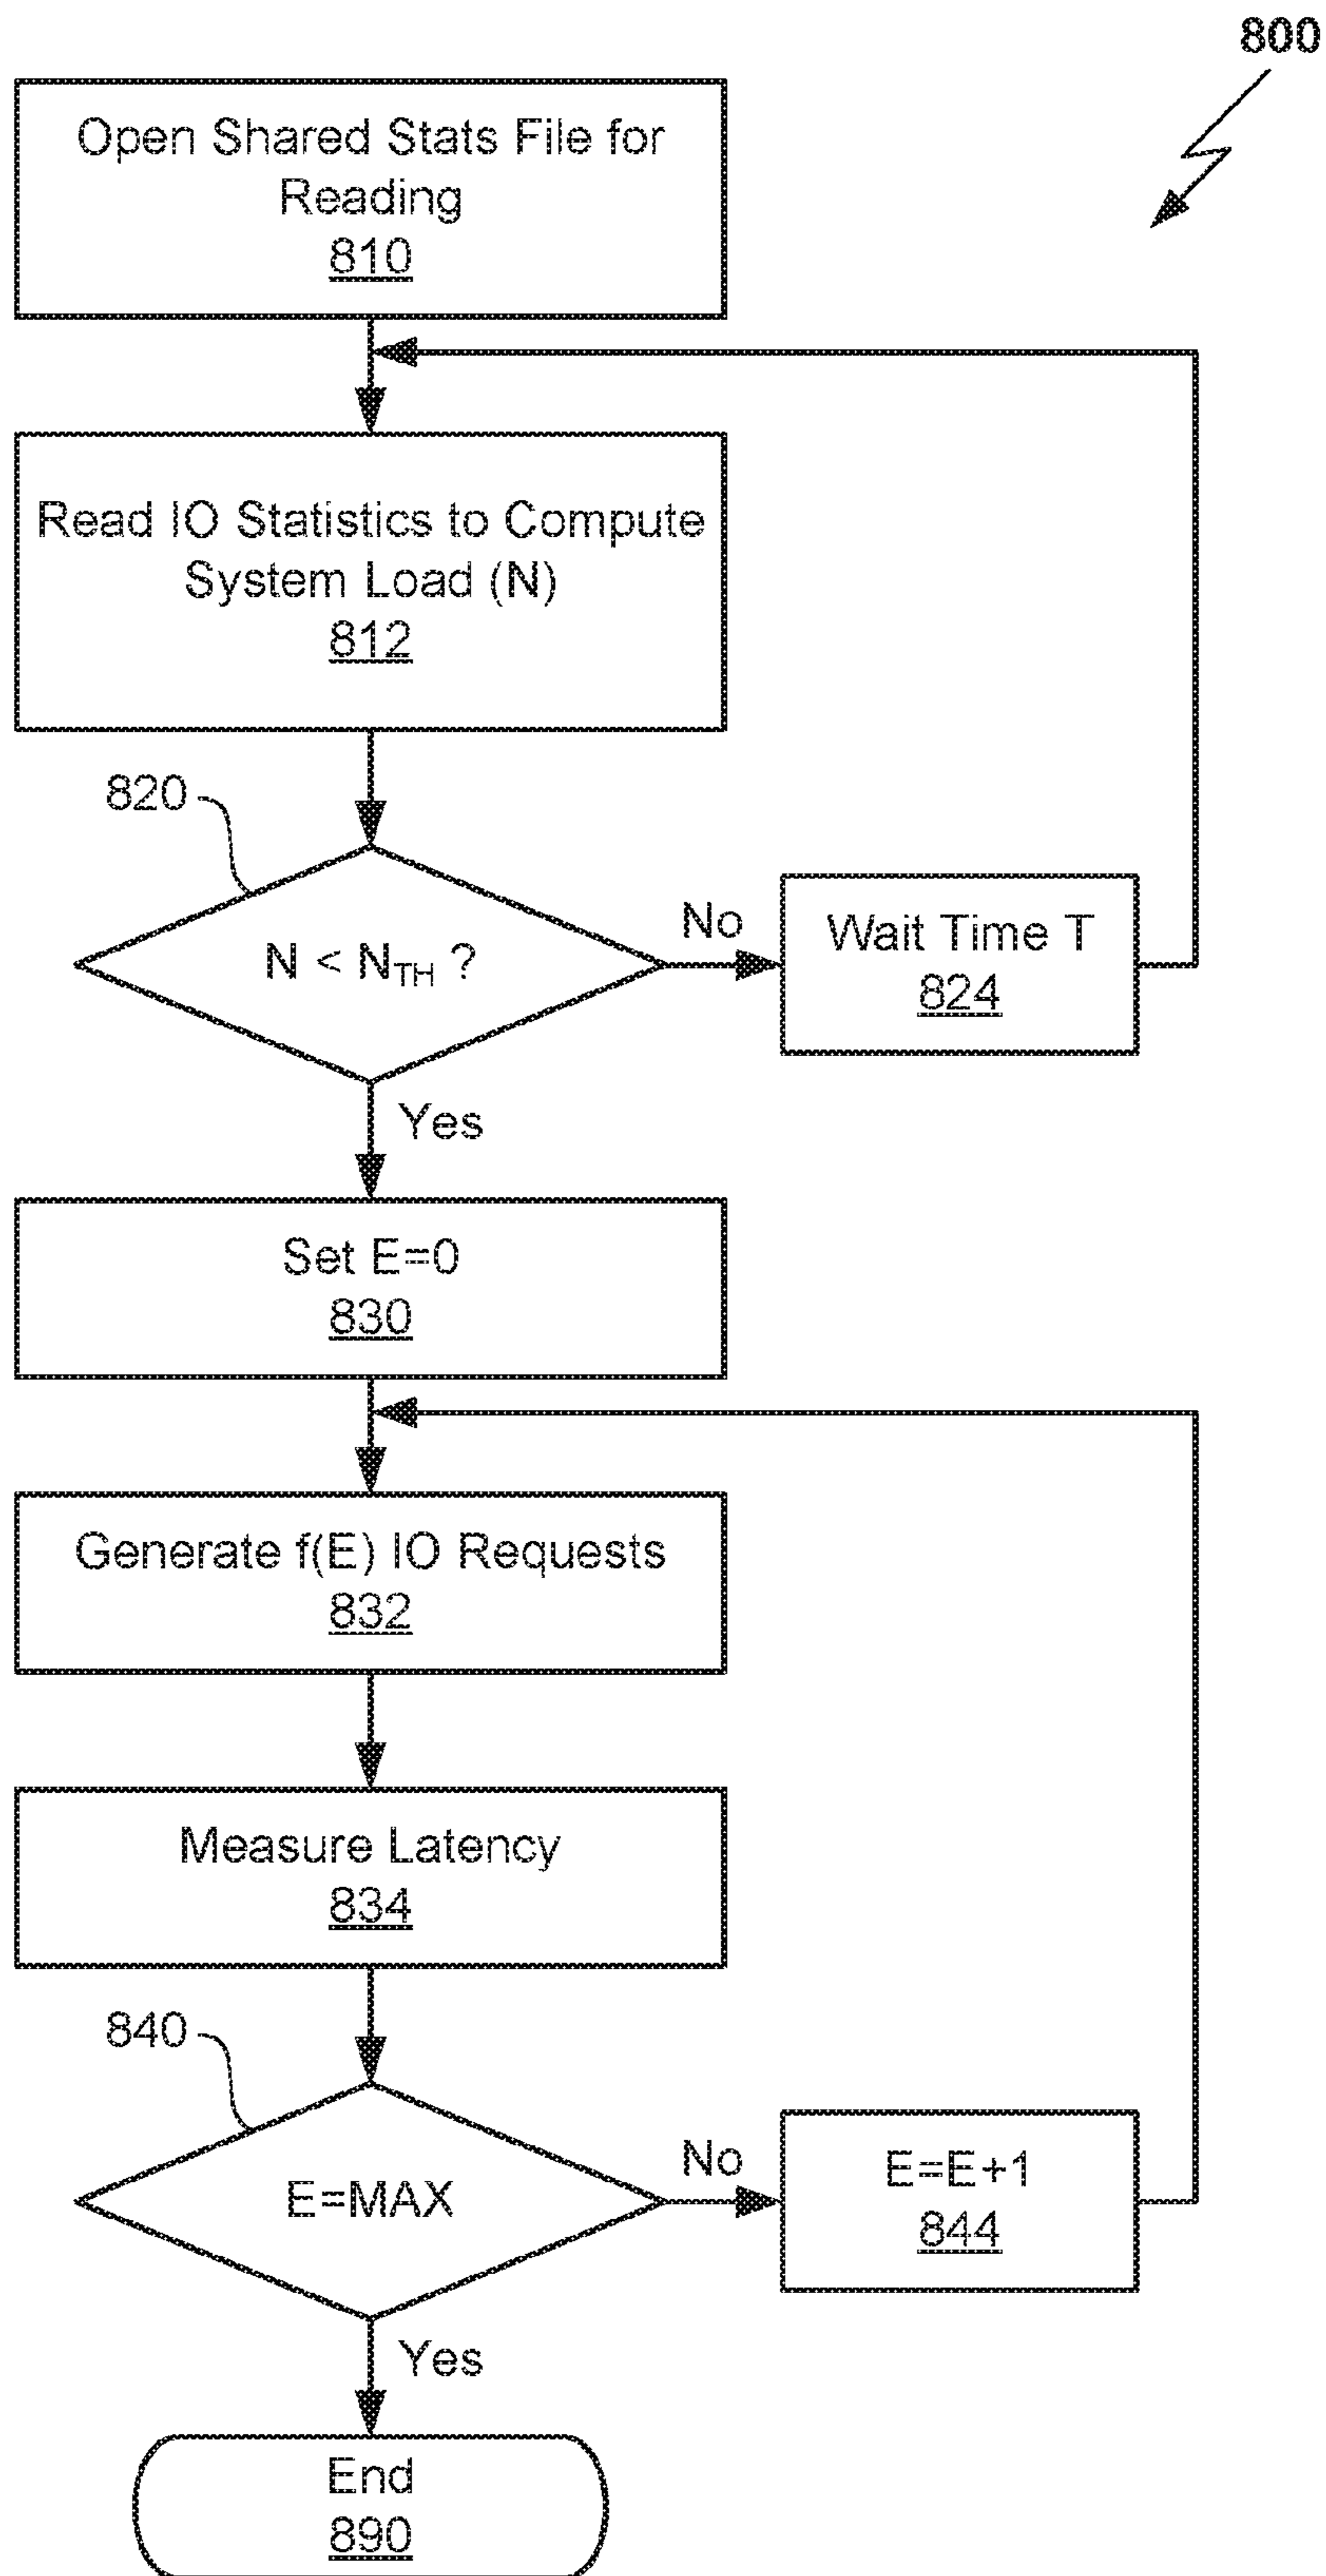 800
Open Shared Stats File for
Reading
810
Read IO Statistics to Compute
System Load (N)
812
820
N < N_TH ?
No
Wait Time T
824
Yes
Set E=0
830
Generate f(E) IO Requests
832
Measure Latency
834
840
E=MAX
No
E=E+1
844
Yes
End
890